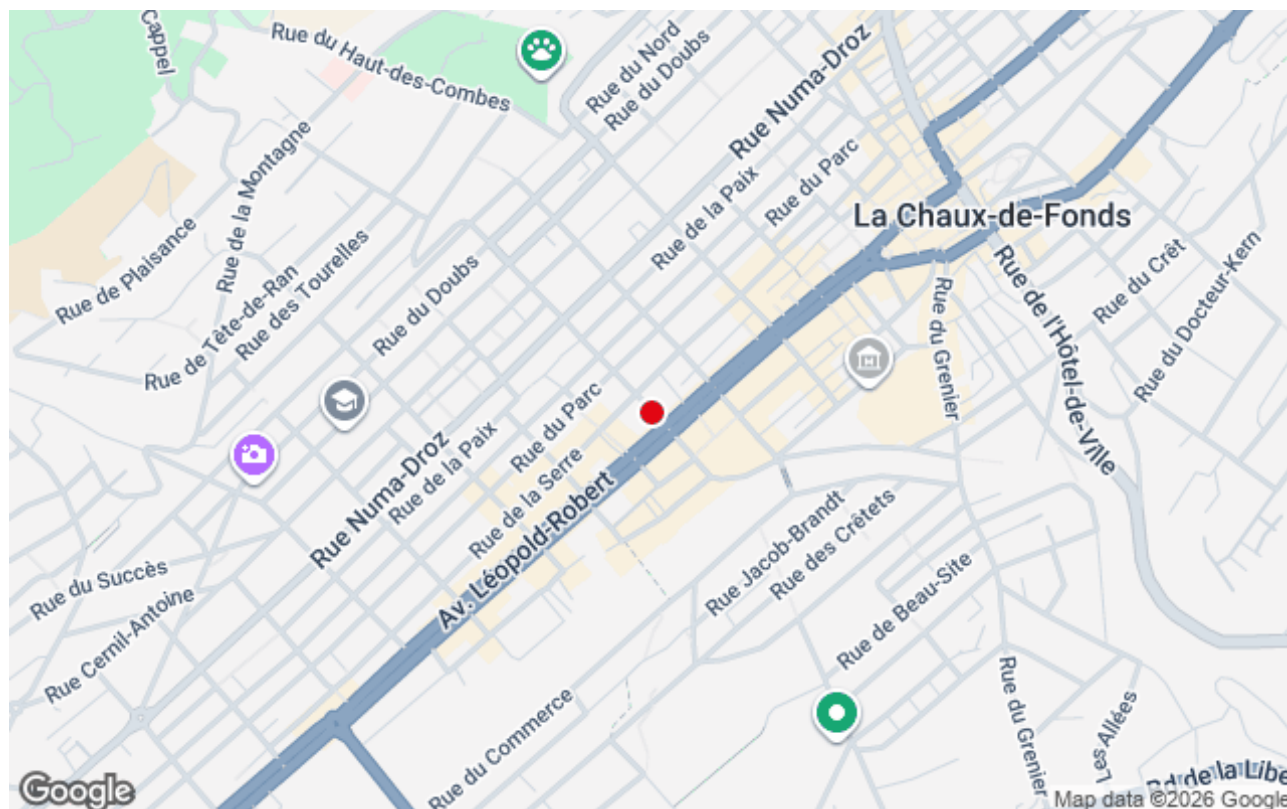 Cappel
Rue du Haut-des-Combes
Rue du Nord
Rue du Doubs
Rue Numa-Droz
Rue de la Montagne
Rue du Parc
Rue de la Paix
La Chaux-de-Fonds
Rue de Plaisance
Rue de Tête-de-Ran
Rue des Tourelles
Rue du Doubs
Rue du Grenier
Rue de l'Hôtel-de-Ville
Rue du Crêt
Rue du Docteur-Kern
Rue du Parc
Rue de la Paix
Rue Numa-Droz
Rue de la Serre
Av. Léopold-Robert
Rue Jacob-Brandt
Rue des Crêtets
Rue de Beau-Site
Rue du Succès
Rue Cernil-Antoine
Rue du Commerce
Rue du Grenier
Les Allées
Bd de la Libe
Google
Map data ©2026 Google